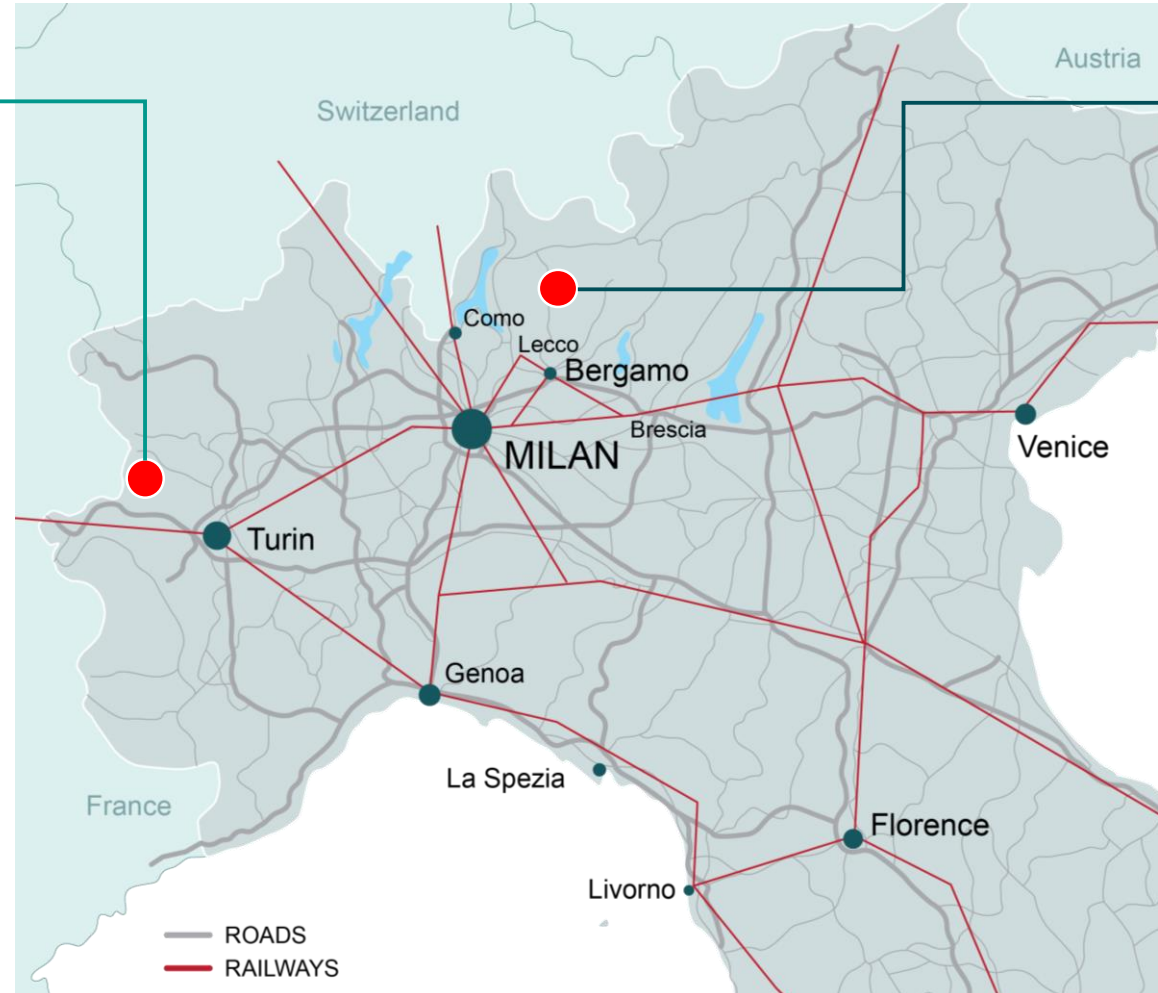 Austria
Switzerland
Como
Lecco
Bergamo
Brescia
MILAN
Venice
Turin
Genoa
La Spezia
France
Florence
Livorno
ROADS
RAILWAYS